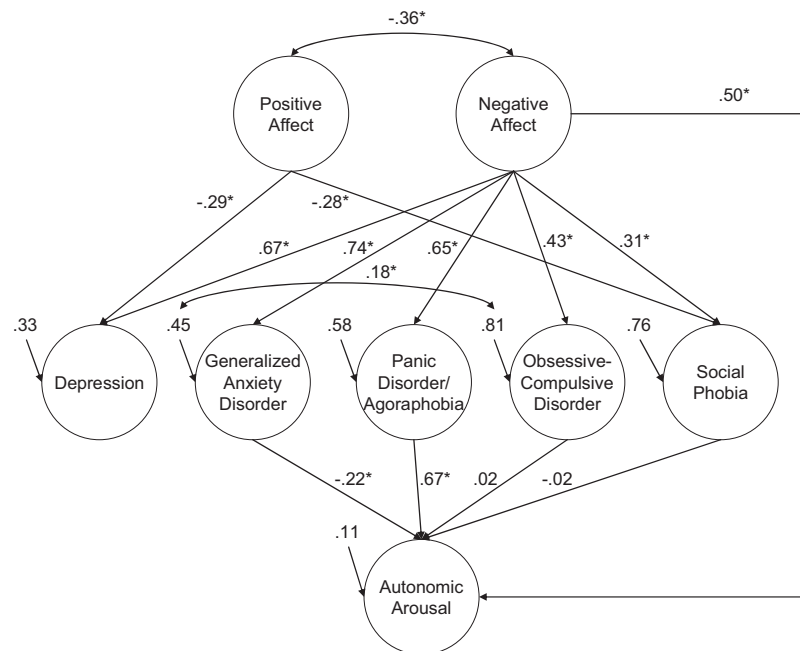 -.36*
Positive
Affect
Negative
Affect
.50*
-.29*
-.28*
.67*
.74*
.65*
.43*
.31*
.18*
.33
.45
.58
.81
.76
Depression
Generalized
Anxiety
Disorder
Panic
Disorder/
Agoraphobia
Obsessive-
Compulsive
Disorder
Social
Phobia
-.22*
.67*
.02
-.02
.11
Autonomic
Arousal